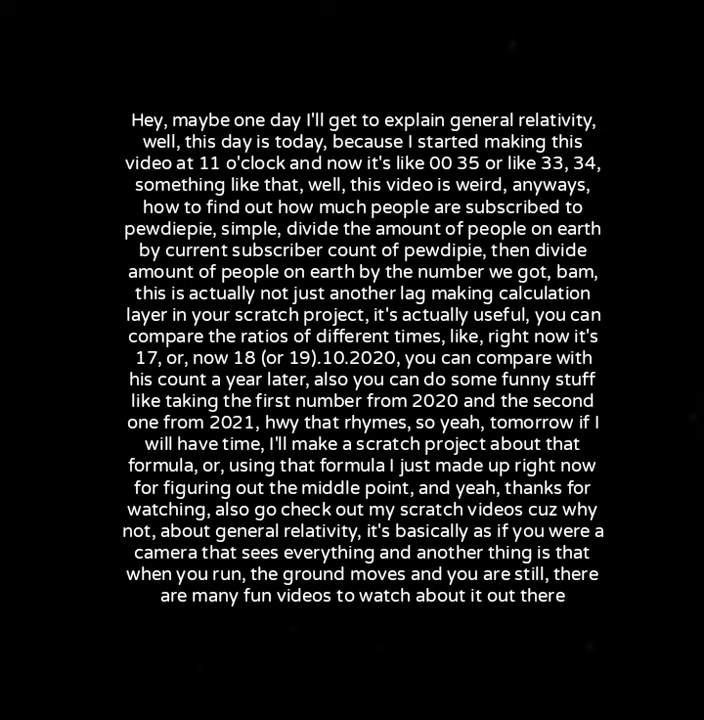 Hey, maybe one day I'll get to explain general relativity,
well, this day is today, because I started making this
video at 11 o'clock and now it's like 00 35 or like 33, 34,
something like that, well, this video is weird, anyways,
how to find out how much people are subscribed to
pewdiepie, simple, divide the amount of people on earth
by current subscriber count of pewdipie, then divide
amount of people on earth by the number we got, bam,
this is actually not just another lag making calculation
layer in your scratch project, it's actually useful, you can
compare the ratios of different times, like, right now it's
17, or, now 18 (or 19).10.2020, you can compare with
his count a year later, also you can do some funny stuff
like taking the first number from 2020 and the second
one from 2021, hwy that rhymes, so yeah, tomorrow if I
will have time, I'll make a scratch project about that
formula, or, using that formula I just made up right now
for figuring out the middle point, and yeah, thanks for
watching, also go check out my scratch videos cuz why
not, about general relativity, it's basically as if you were a
camera that sees everything and another thing is that
when you run, the ground moves and you are still, there
are many fun videos to watch about it out there